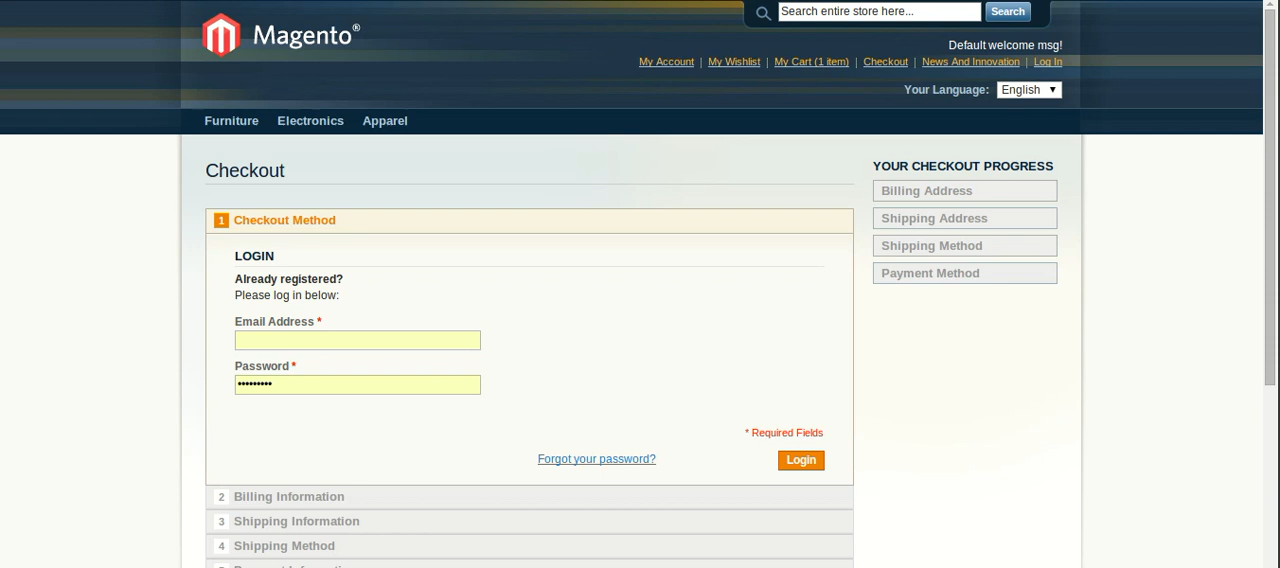 Magento®
Search entire store here...
Search
Default welcome msg!
My Account | My Wishlist | My Cart (1 item) | Checkout | News And Innovation | Log In
Your Language: English
Furniture Electronics Apparel
Checkout
1 Checkout Method
LOGIN
Already registered?
Please log in below:
Email Address *
Password *
•••••••••
* Required Fields
Forgot your password?
Login
2 Billing Information
3 Shipping Information
4 Shipping Method
YOUR CHECKOUT PROGRESS
Billing Address
Shipping Address
Shipping Method
Payment Method